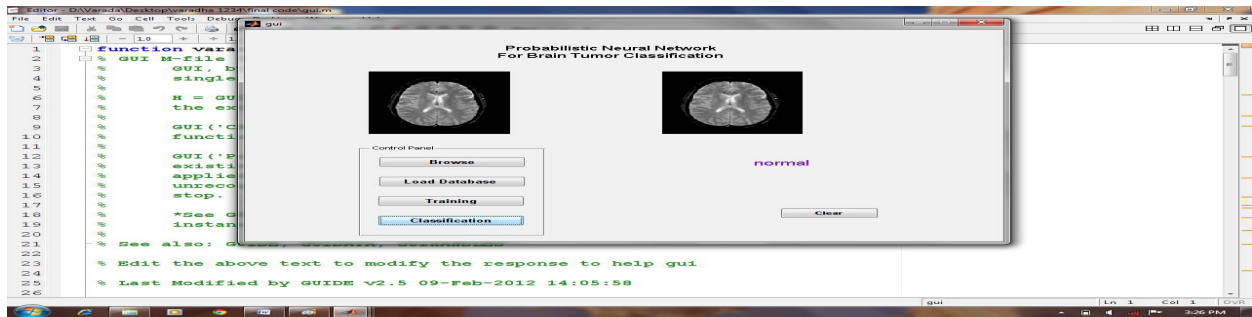 Editor - D:\Varada\Desktop\varadha 1234\final code\gui.m
File Edit Text Go Cell Tools Debug
gui
1.0
1 function vara
2 % GUI M-file
3 % GUI, b
4 % single
5 %
6 % H = GU
7 % the ex
8 %
9 % GUI('C
10 % functi
11 %
12 % GUI('P
13 % existi
14 % applie
15 % unreco
16 % stop.
17 %
18 % *See G
19 % instan
20 %
21 % See also:
22
23 % Edit the above text to modify the response to help gui
24
25 % Last Modified by GUIDE v2.5 09-Feb-2012 14:05:58
26
Probabilistic Neural Network
For Brain Tumor Classification
Control Panel
Browse
Load Database
Training
Classification
normal
Clear
gui Ln 1 Col 1 OVR
3:26 PM